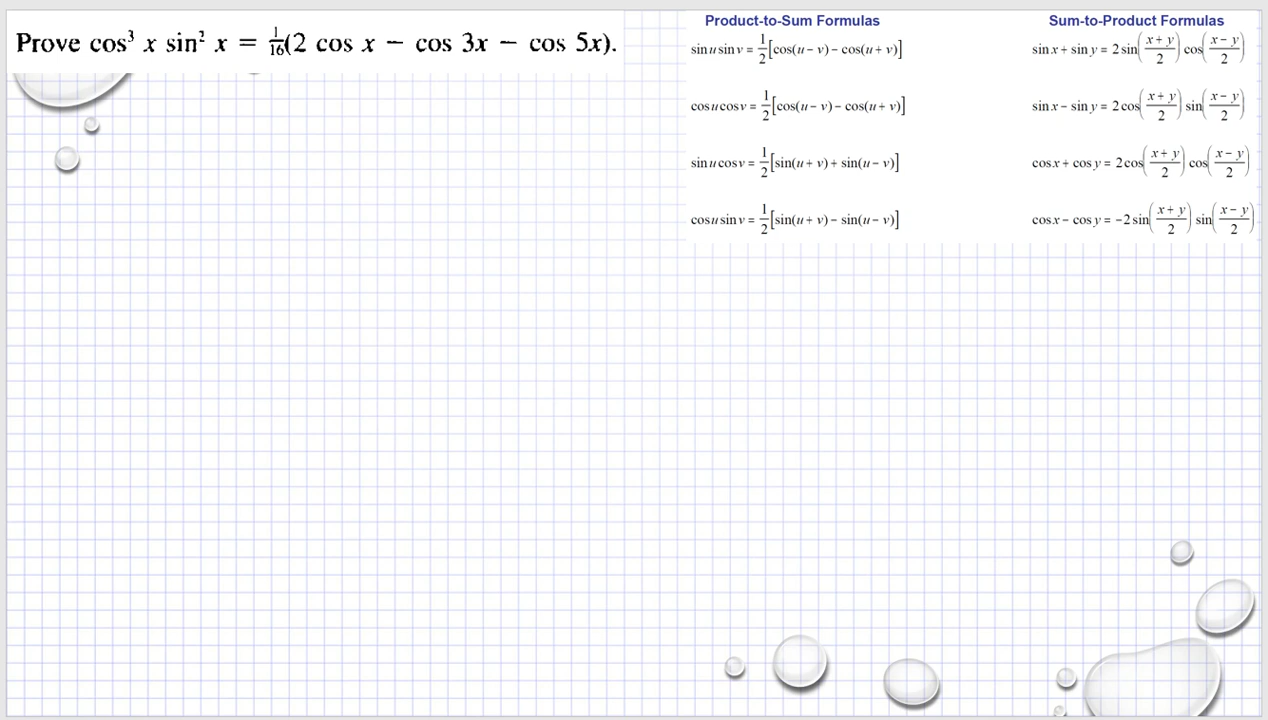 Prove cos³ x sin² x = 1/16(2 cos x − cos 3x − cos 5x).
Product-to-Sum Formulas
sin u sin v = 1/2[cos(u − v) − cos(u + v)]
cos u cos v = 1/2[cos(u − v) − cos(u + v)]
sin u cos v = 1/2[sin(u + v) + sin(u − v)]
cos u sin v = 1/2[sin(u + v) − sin(u − v)]
Sum-to-Product Formulas
sin x + sin y = 2 sin((x + y)/2) cos((x − y)/2)
sin x − sin y = 2 cos((x + y)/2) sin((x − y)/2)
cos x + cos y = 2 cos((x + y)/2) cos((x − y)/2)
cos x − cos y = −2 sin((x + y)/2) sin((x − y)/2)